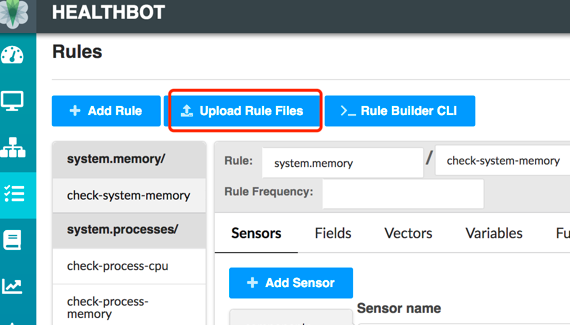 HEALTHBOT
Rules
+ Add Rule Upload Rule Files >_ Rule Builder CLI
system.memory/ Rule: system.memory / check-system-memory
check-system-memory Rule Frequency:
system.processes/ Sensors Fields Vectors Variables Fu
check-process-cpu + Add Sensor
check-process-
memory Sensor name